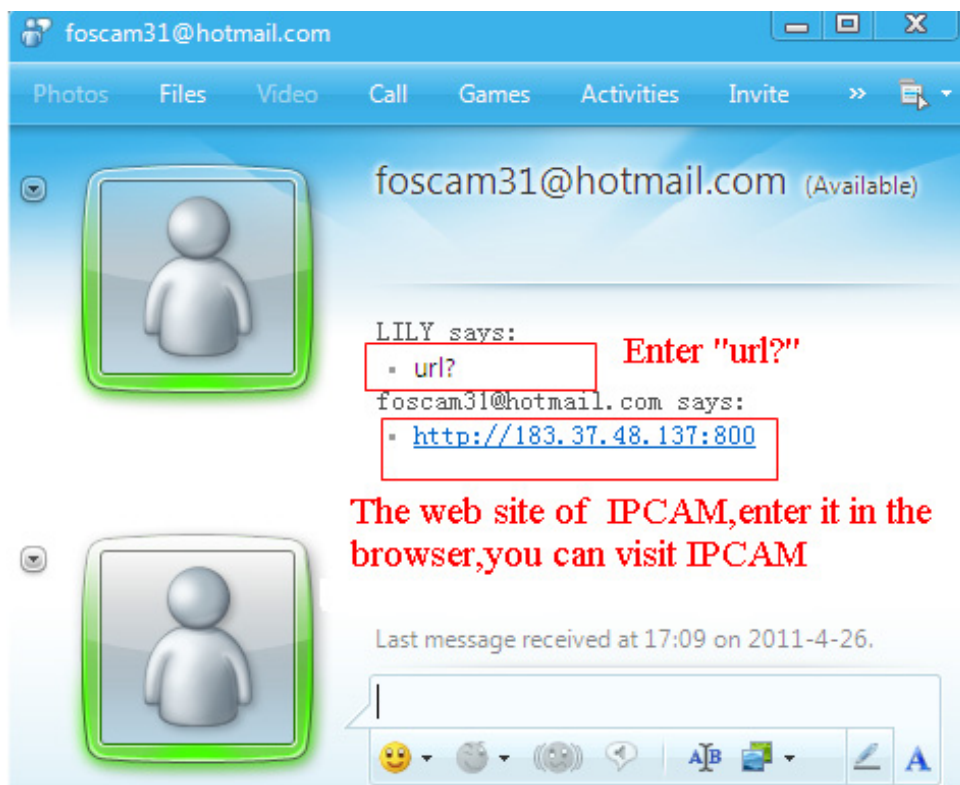 foscam31@hotmail.com
Photos Files Video Call Games Activities Invite »
foscam31@hotmail.com (Available)
LILY says:
url? Enter "url?"
foscam31@hotmail.com says:
http://183.37.48.137:800
The web site of IPCAM,enter it in the
browser,you can visit IPCAM
Last message received at 17:09 on 2011-4-26.
AB A